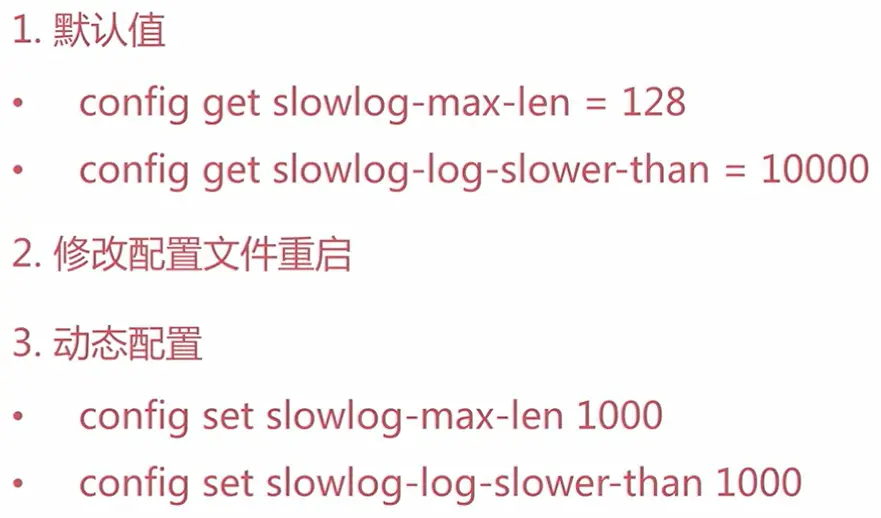 1. 默认值
• config get slowlog-max-len = 128
• config get slowlog-log-slower-than = 10000
2. 修改配置文件重启
3. 动态配置
• config set slowlog-max-len 1000
• config set slowlog-log-slower-than 1000